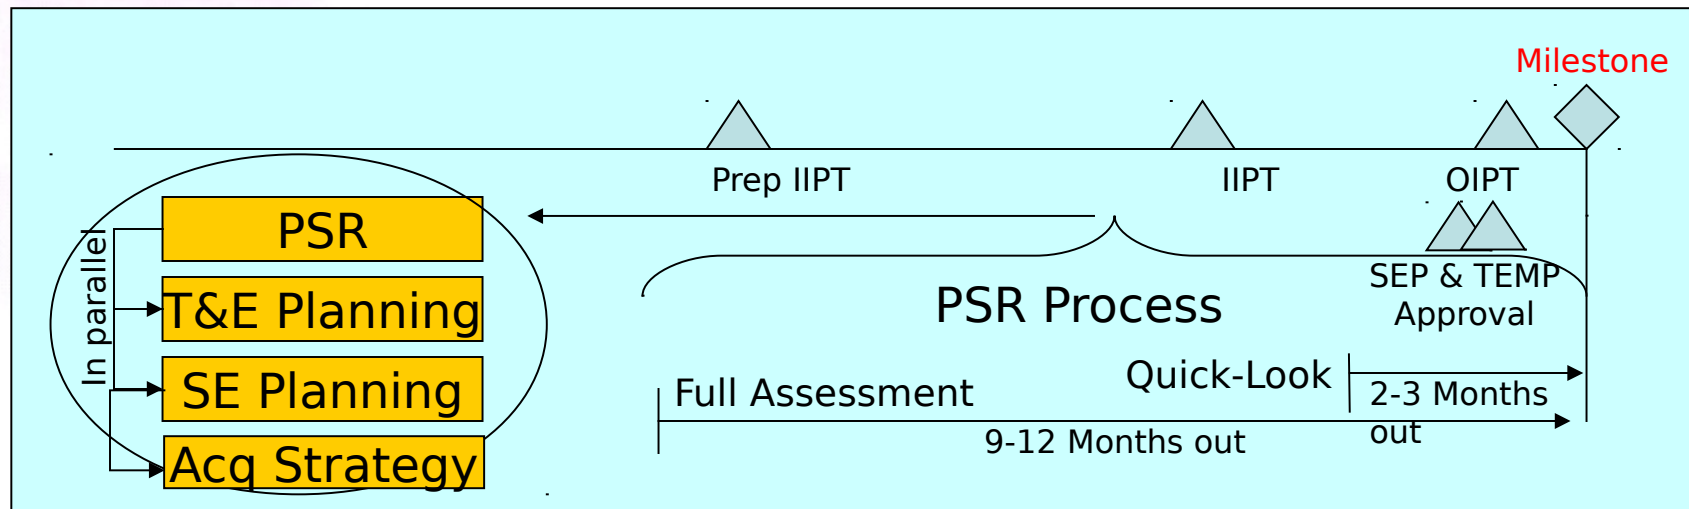 Milestone
Prep IIPT
IIPT
OIPT
In parallel
PSR
T&E Planning
SE Planning
Acq Strategy
PSR Process
SEP & TEMP
Approval
Full Assessment
9-12 Months out
Quick-Look
2-3 Months
out